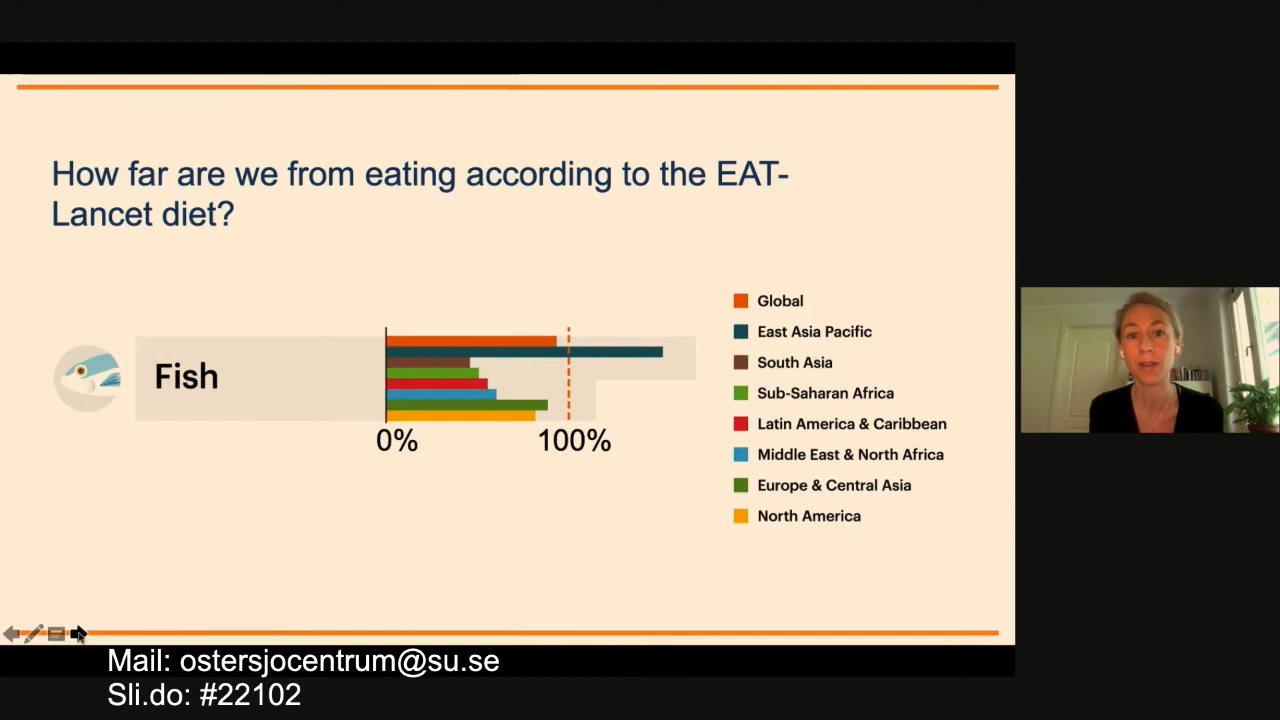 How far are we from eating according to the EAT-
Lancet diet?
Fish
0%
100%
Global
East Asia Pacific
South Asia
Sub-Saharan Africa
Latin America & Caribbean
Middle East & North Africa
Europe & Central Asia
North America
Mail: ostersjocentrum@su.se
Sli.do: #22102